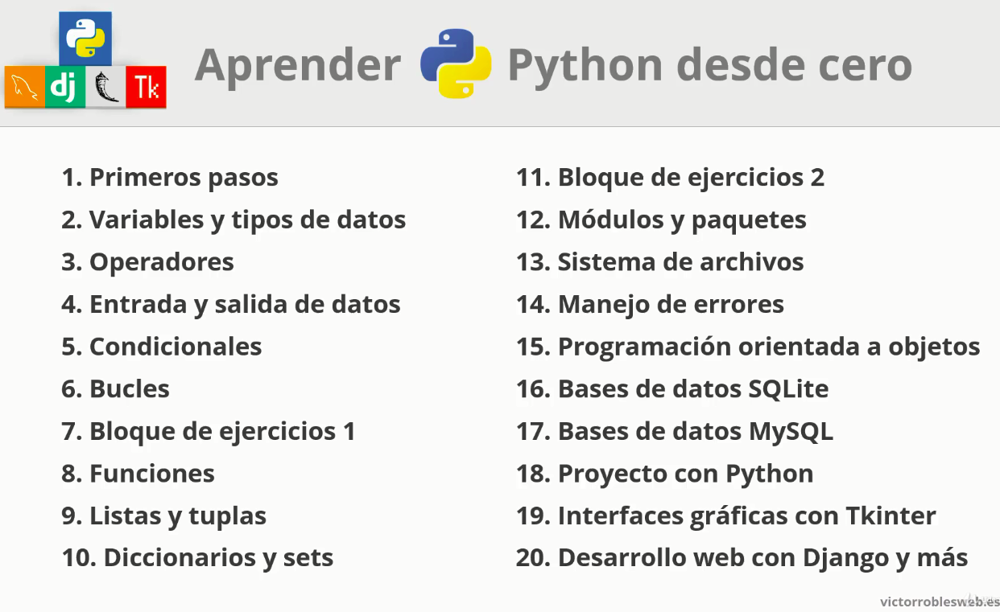 dj
Tk
Aprender Python desde cero
1. Primeros pasos
2. Variables y tipos de datos
3. Operadores
4. Entrada y salida de datos
5. Condicionales
6. Bucles
7. Bloque de ejercicios 1
8. Funciones
9. Listas y tuplas
10. Diccionarios y sets
11. Bloque de ejercicios 2
12. Módulos y paquetes
13. Sistema de archivos
14. Manejo de errores
15. Programación orientada a objetos
16. Bases de datos SQLite
17. Bases de datos MySQL
18. Proyecto con Python
19. Interfaces gráficas con Tkinter
20. Desarrollo web con Django y más
victorroblesweb.es